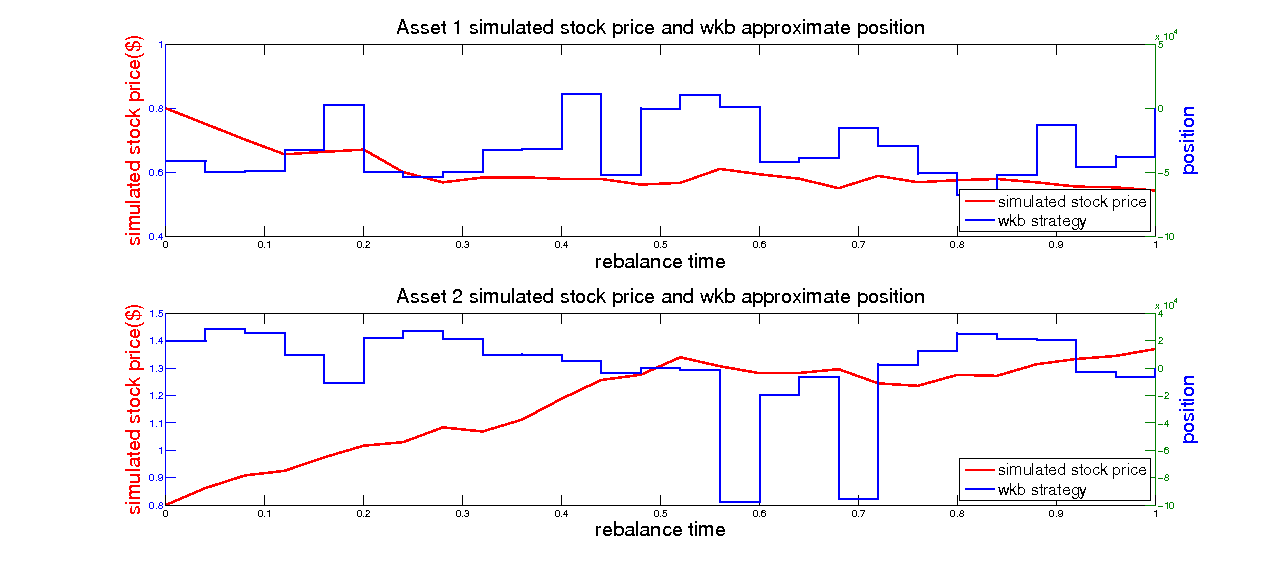 Asset 1 simulated stock price and wkb approximate position
simulated stock price($)
1
0.8
0.6
0.4
x 10^4
5
0
−5
−10
position
simulated stock price
wkb strategy
0 0.1 0.2 0.3 0.4 0.5 0.6 0.7 0.8 0.9 1
rebalance time
Asset 2 simulated stock price and wkb approximate position
simulated stock price($)
1.5
1.4
1.3
1.2
1.1
1
0.9
0.8
x 10^4
4
2
0
−2
−4
−6
−8
−10
position
simulated stock price
wkb strategy
0 0.1 0.2 0.3 0.4 0.5 0.6 0.7 0.8 0.9 1
rebalance time